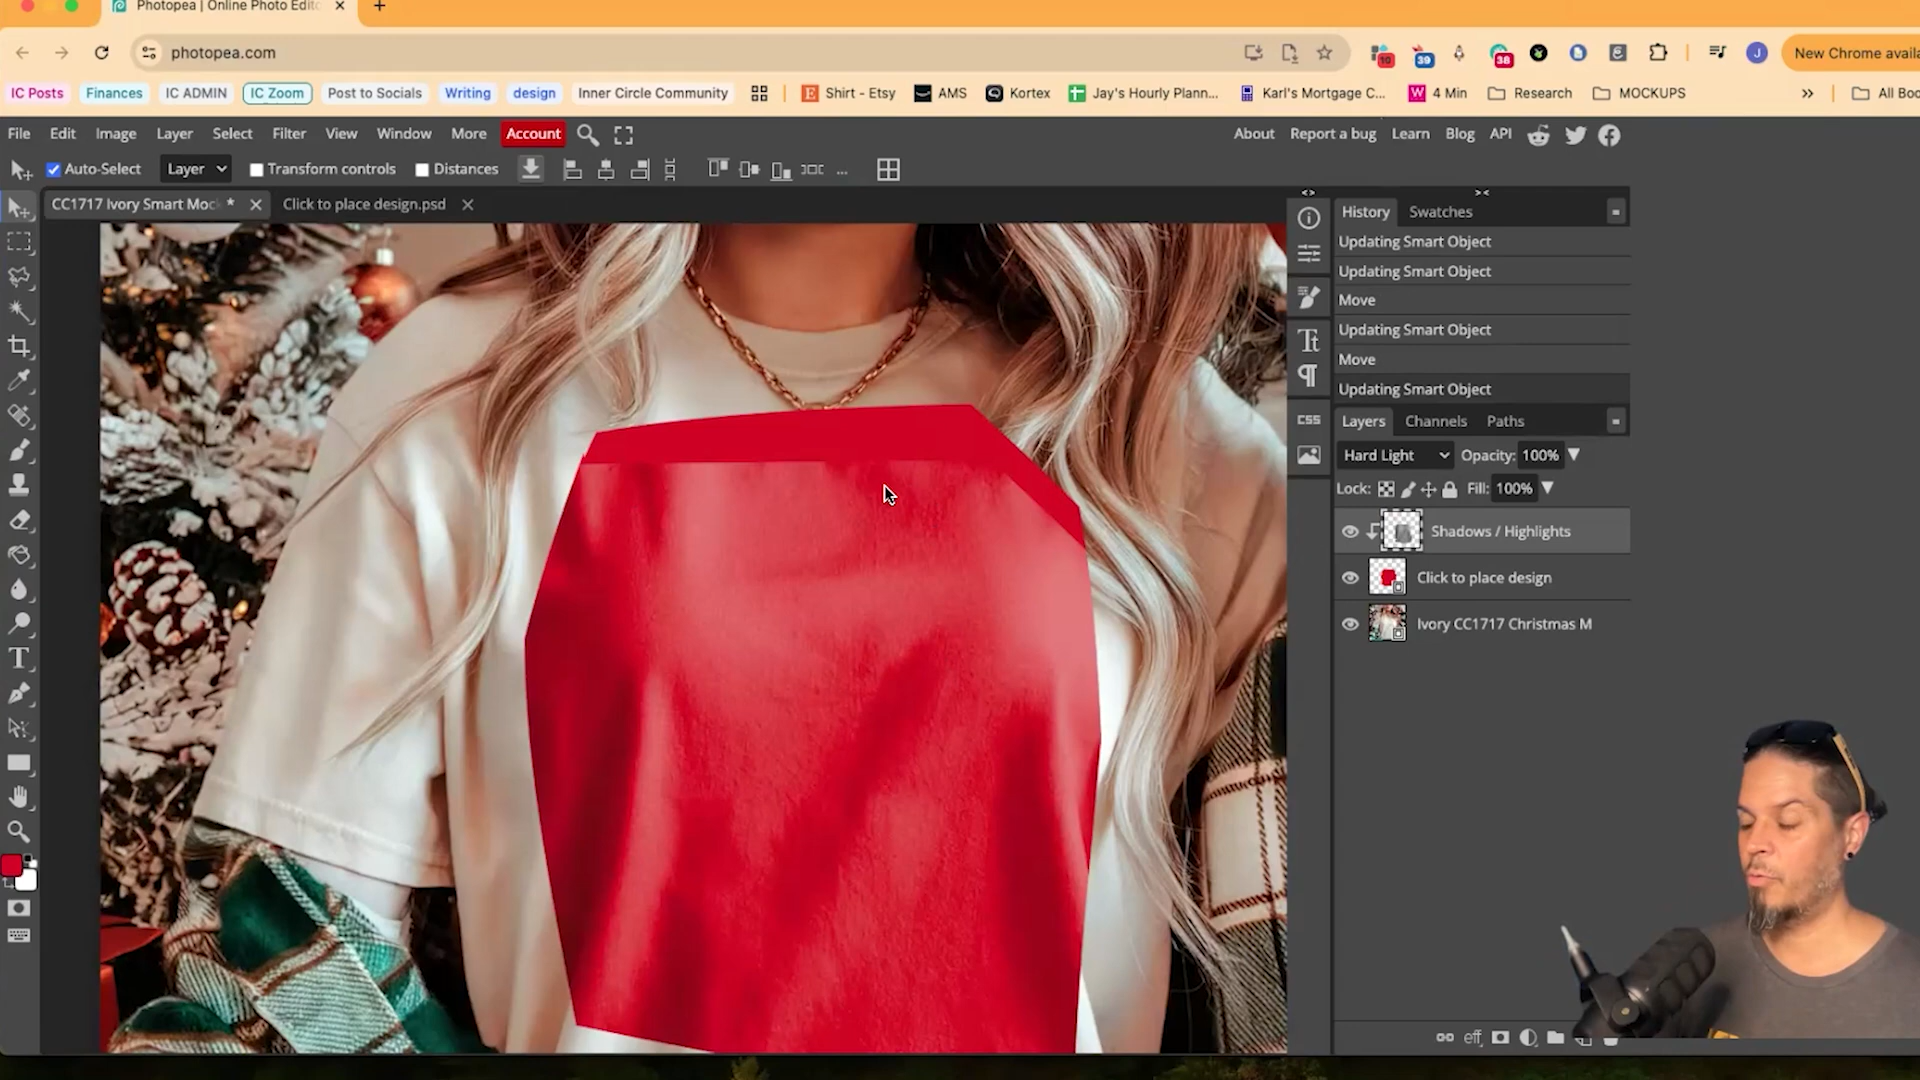 Photopea | Online Photo Edit
photopea.com
10
39
38
J
New Chrome availa
IC Posts
Finances
IC ADMIN
IC Zoom
Post to Socials
Writing
design
Inner Circle Community
Shirt - Etsy
AMS
Kortex
Jay's Hourly Plann...
Karl's Mortgage C...
4 Min
Research
MOCKUPS
All Boo
File Edit Image Layer Select Filter View Window More Account
About Report a bug Learn Blog API
Auto-Select Layer Transform controls Distances
CC1717 Ivory Smart Moc *
Click to place design.psd
History Swatches
Updating Smart Object
Updating Smart Object
Move
Updating Smart Object
Move
Updating Smart Object
CSS
Layers Channels Paths
Hard Light Opacity: 100%
Lock: Fill: 100%
Shadows / Highlights
Click to place design
Ivory CC1717 Christmas M
eff